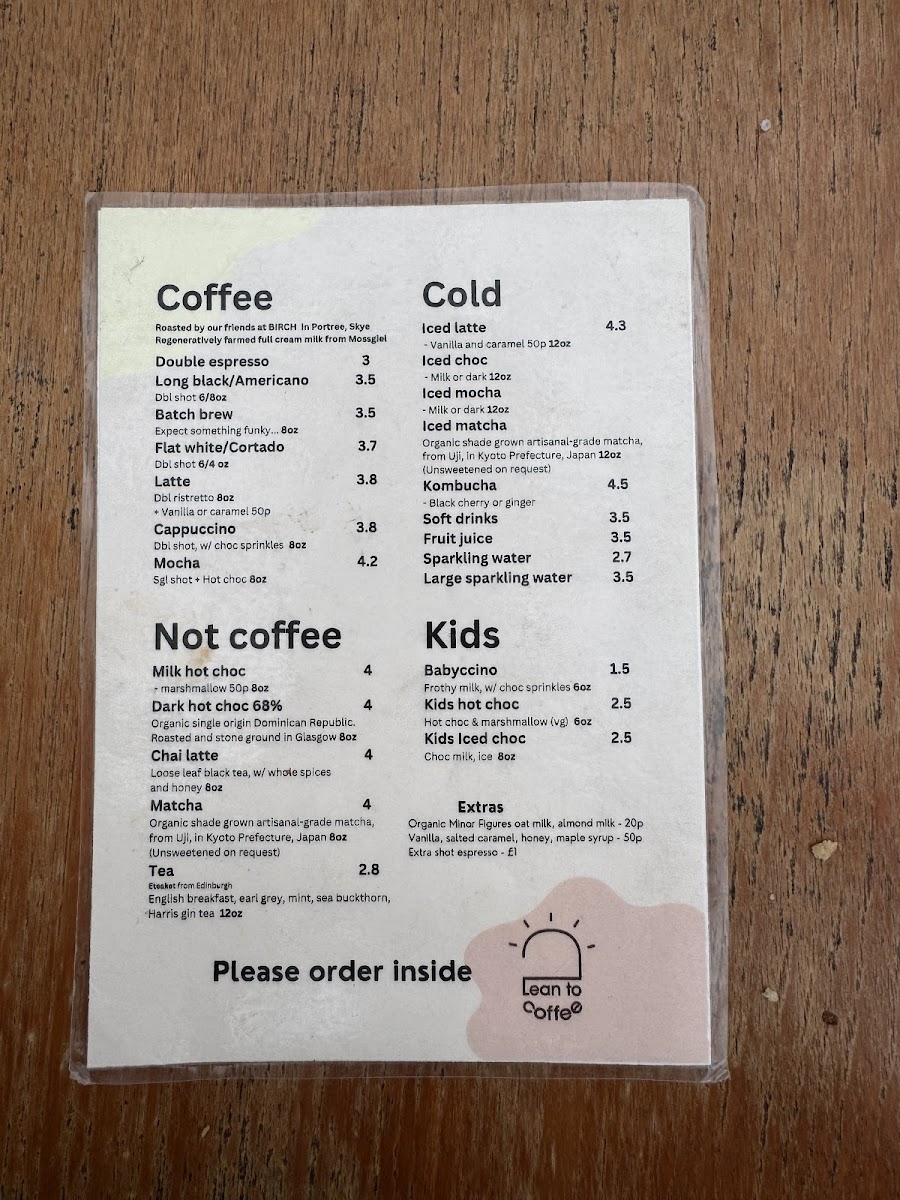 Coffee
Roasted by our friends at BIRCH in Portree, Skye
Regeneratively farmed full cream milk from Mossgiel
Double espresso 3
Long black/Americano 3.5
Dbl shot 6/8oz
Batch brew 3.5
Expect something funky... 8oz
Flat white/Cortado 3.7
Dbl shot 6/4 oz
Latte 3.8
Dbl ristretto 8oz
+ Vanilla or caramel 50p
Cappuccino 3.8
Dbl shot, w/ choc sprinkles 8oz
Mocha 4.2
Sgl shot + Hot choc 8oz
Not coffee
Milk hot choc 4
- marshmallow 50p 8oz
Dark hot choc 68% 4
Organic single origin Dominican Republic.
Roasted and stone ground in Glasgow 8oz
Chai latte 4
Loose leaf black tea, w/ whole spices
and honey 8oz
Matcha 4
Organic shade grown artisanal-grade matcha,
from Uji, in Kyoto Prefecture, Japan 8oz
(Unsweetened on request)
Tea 2.8
Eteaket from Edinburgh
English breakfast, earl grey, mint, sea buckthorn,
Harris gin tea 12oz
Cold
Iced latte 4.3
- Vanilla and caramel 50p 12oz
Iced choc
- Milk or dark 12oz
Iced mocha
- Milk or dark 12oz
Iced matcha
Organic shade grown artisanal-grade matcha,
from Uji, in Kyoto Prefecture, Japan 12oz
(Unsweetened on request)
Kombucha 4.5
- Black cherry or ginger
Soft drinks 3.5
Fruit juice 3.5
Sparkling water 2.7
Large sparkling water 3.5
Kids
Babyccino 1.5
Frothy milk, w/ choc sprinkles 6oz
Kids hot choc 2.5
Hot choc & marshmallow (vg) 6oz
Kids Iced choc 2.5
Choc milk, ice 8oz
Extras
Organic Minor Figures oat milk, almond milk - 20p
Vanilla, salted caramel, honey, maple syrup - 50p
Extra shot espresso - £1
Please order inside
Lean to
Coffee